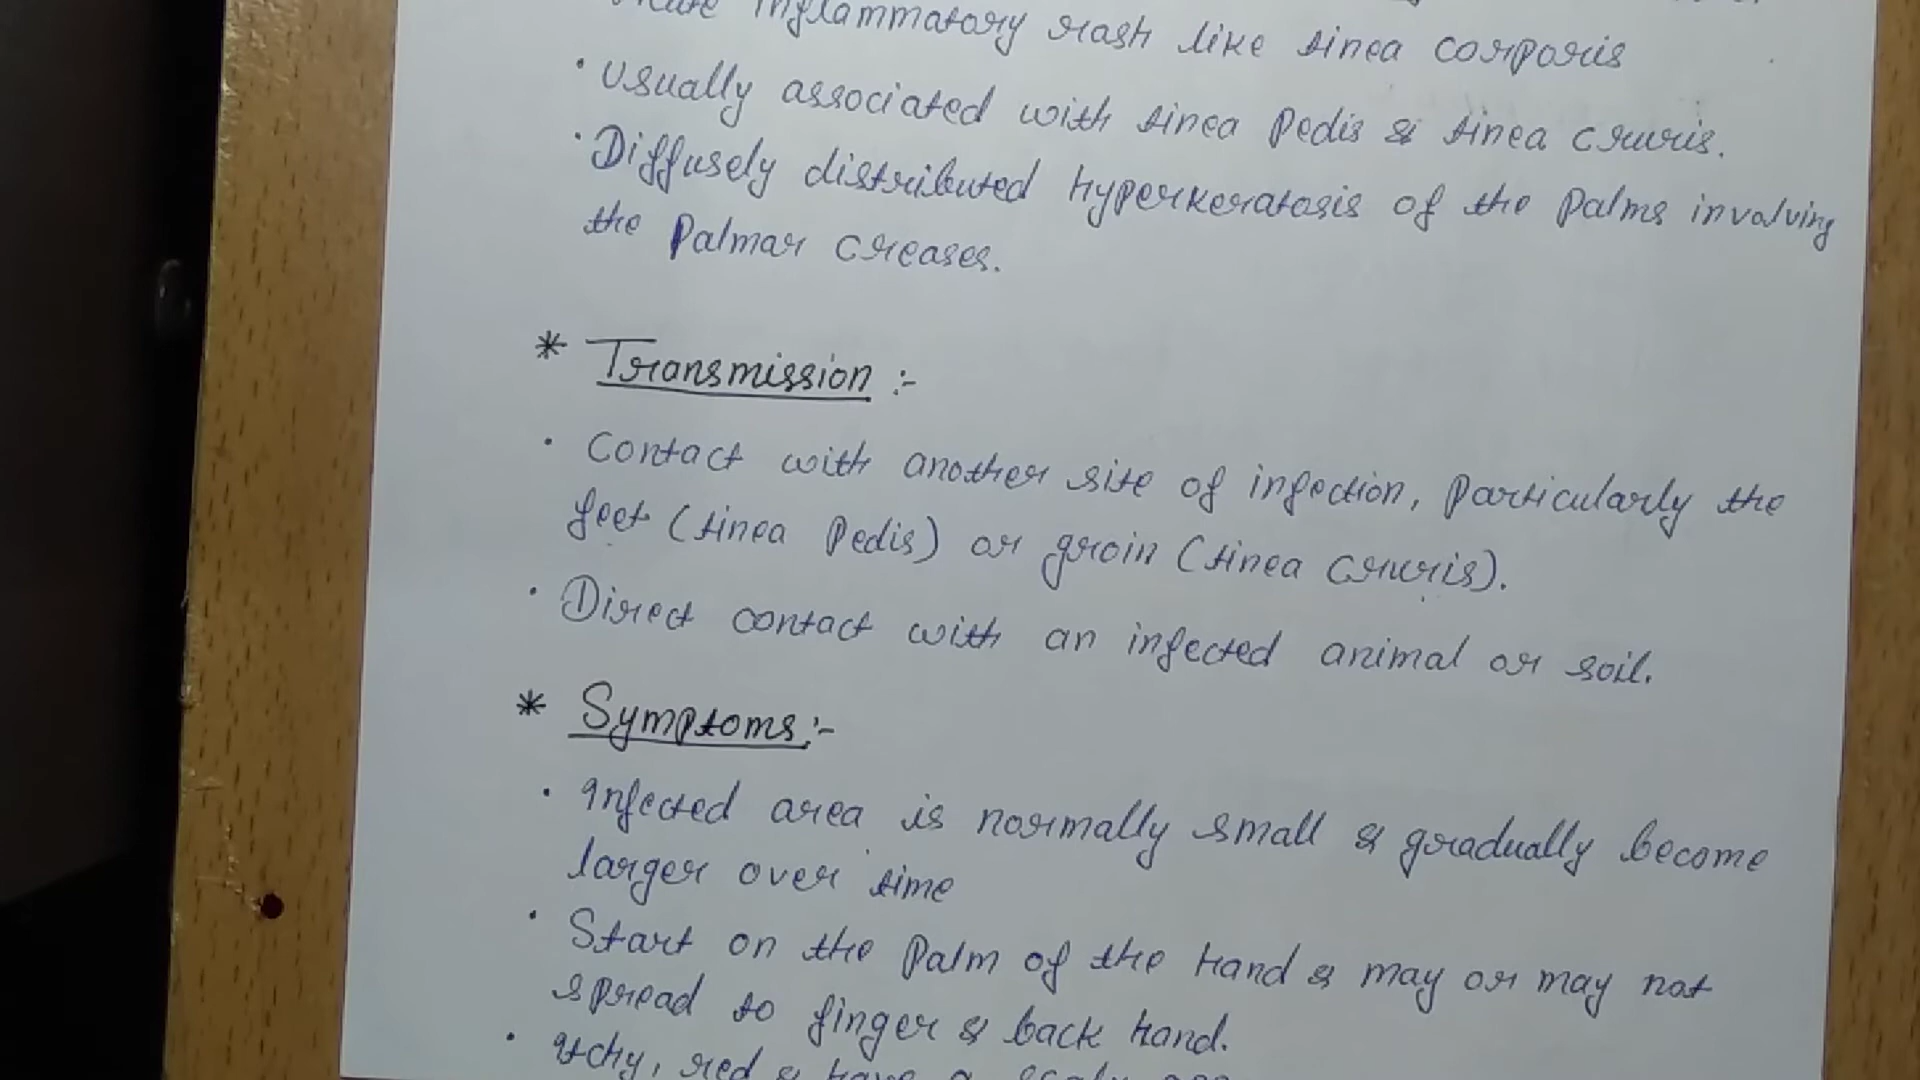 inflammatory rash like tinea corporis
• Usually associated with tinea pedis & tinea cruris.
• Diffusely distributed hyperkeratosis of the palms involving
the palmar creases.
* Transmission :-
• Contact with another site of infection, particularly the
feet (tinea pedis) or groin (tinea cruris).
• Direct contact with an infected animal or soil.
* Symptoms:-
• Infected area is normally small & gradually become
larger over time
• Start on the palm of the hand & may or may not
spread to finger & back hand.
• Itchy, red & have a